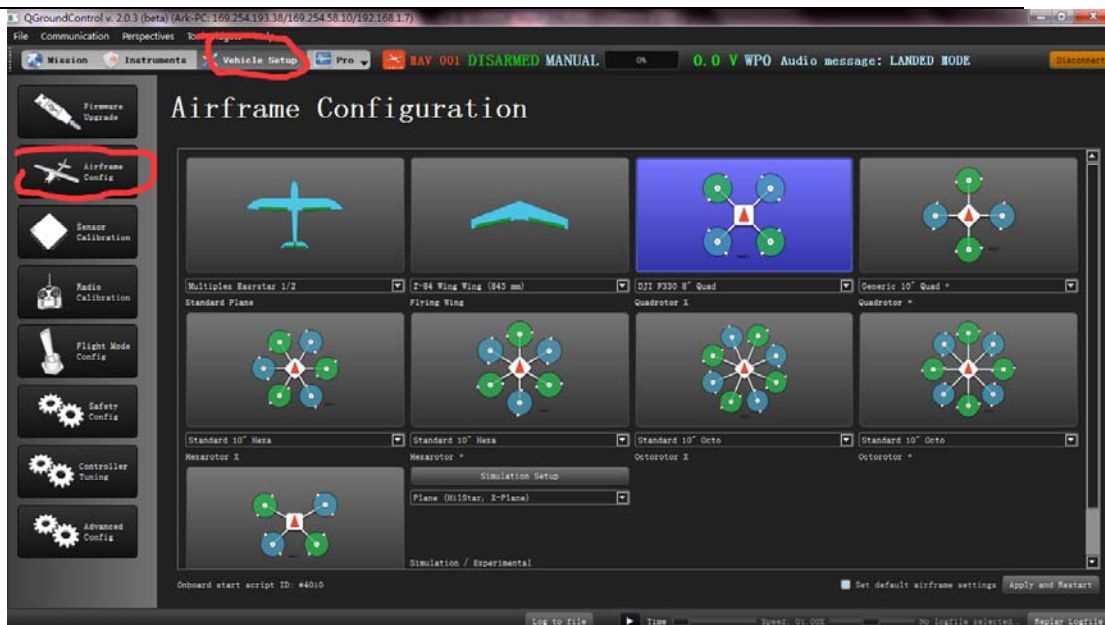 QGroundControl v. 2.0.3 (beta) (Ark-PC: 169.254.193.38/169.254.58.10/192.168.1.7)
File Communication Perspectives
Mission Instruments Vehicle Setup Pro MAV 001 DISARMED MANUAL 0% 0.0 V WPO Audio message: LANDED MODE Disconnect
Firmware Upgrade
Airframe Configuration
Airframe Config
Sensor Calibration
Radio Calibration
Flight Mode Config
Safety Config
Controller Tuning
Advanced Config
Multiplex Easystar 1/2 Z-84 Wing Wing (845 mm) DJI F330 8" Quad Generic 10" Quad +
Standard Plane Flying Wing Quadrotor X Quadrotor +
Standard 10" Hexa Standard 10" Hexa Standard 10" Octo Standard 10" Octo
Hexarotor X Hexarotor + Octorotor X Octorotor +
Simulation Setup
Plane (HilStar, X-Plane)
Simulation / Experimental
Onboard start script ID: #4010 Set default airframe settings Apply and Restart
Log to file Time Speed: 01.00X No logfile selected.. Replay Logfile